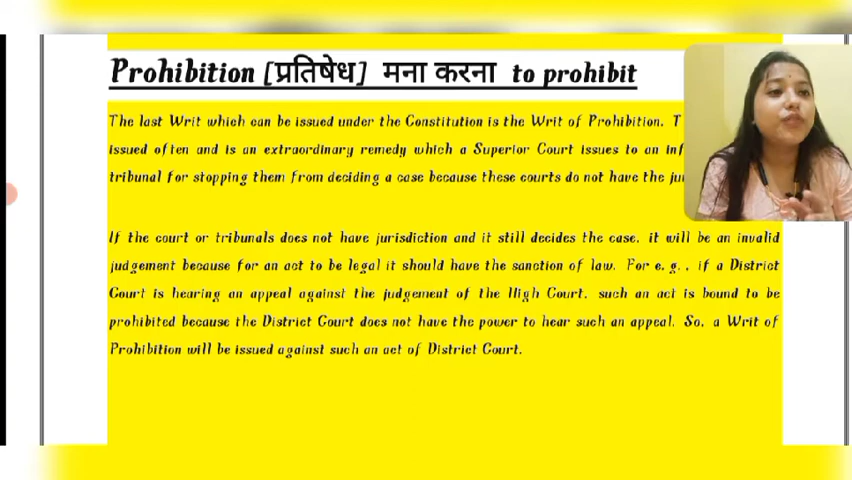 Prohibition [प्रतिषेध] मना करना to prohibit
The last Writ which can be issued under the Constitution is the Writ of Prohibition.
issued often and is an extraordinary remedy which a Superior Court issues to an
tribunal for stopping them from deciding a case because these courts do not have the
If the court or tribunals does not have jurisdiction and it still decides the case, it will be an invalid
judgement because for an act to be legal it should have the sanction of law. For e. g., if a District
Court is hearing an appeal against the judgement of the High Court, such an act is bound to be
prohibited because the District Court does not have the power to hear such an appeal. So, a Writ of
Prohibition will be issued against such an act of District Court.